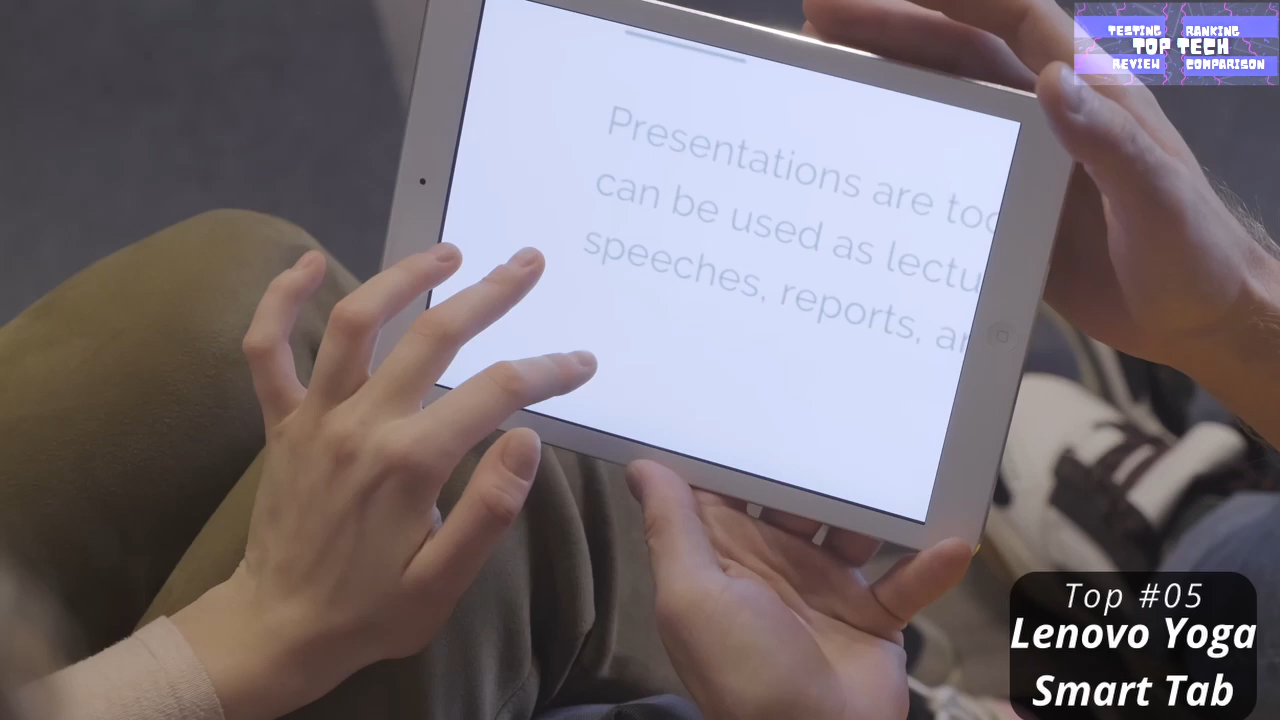 TESTING RANKING
TOP TECH
REVIEW COMPARISON
Presentations are too
can be used as lectu
speeches, reports, ar
Top #05
Lenovo Yoga
Smart Tab